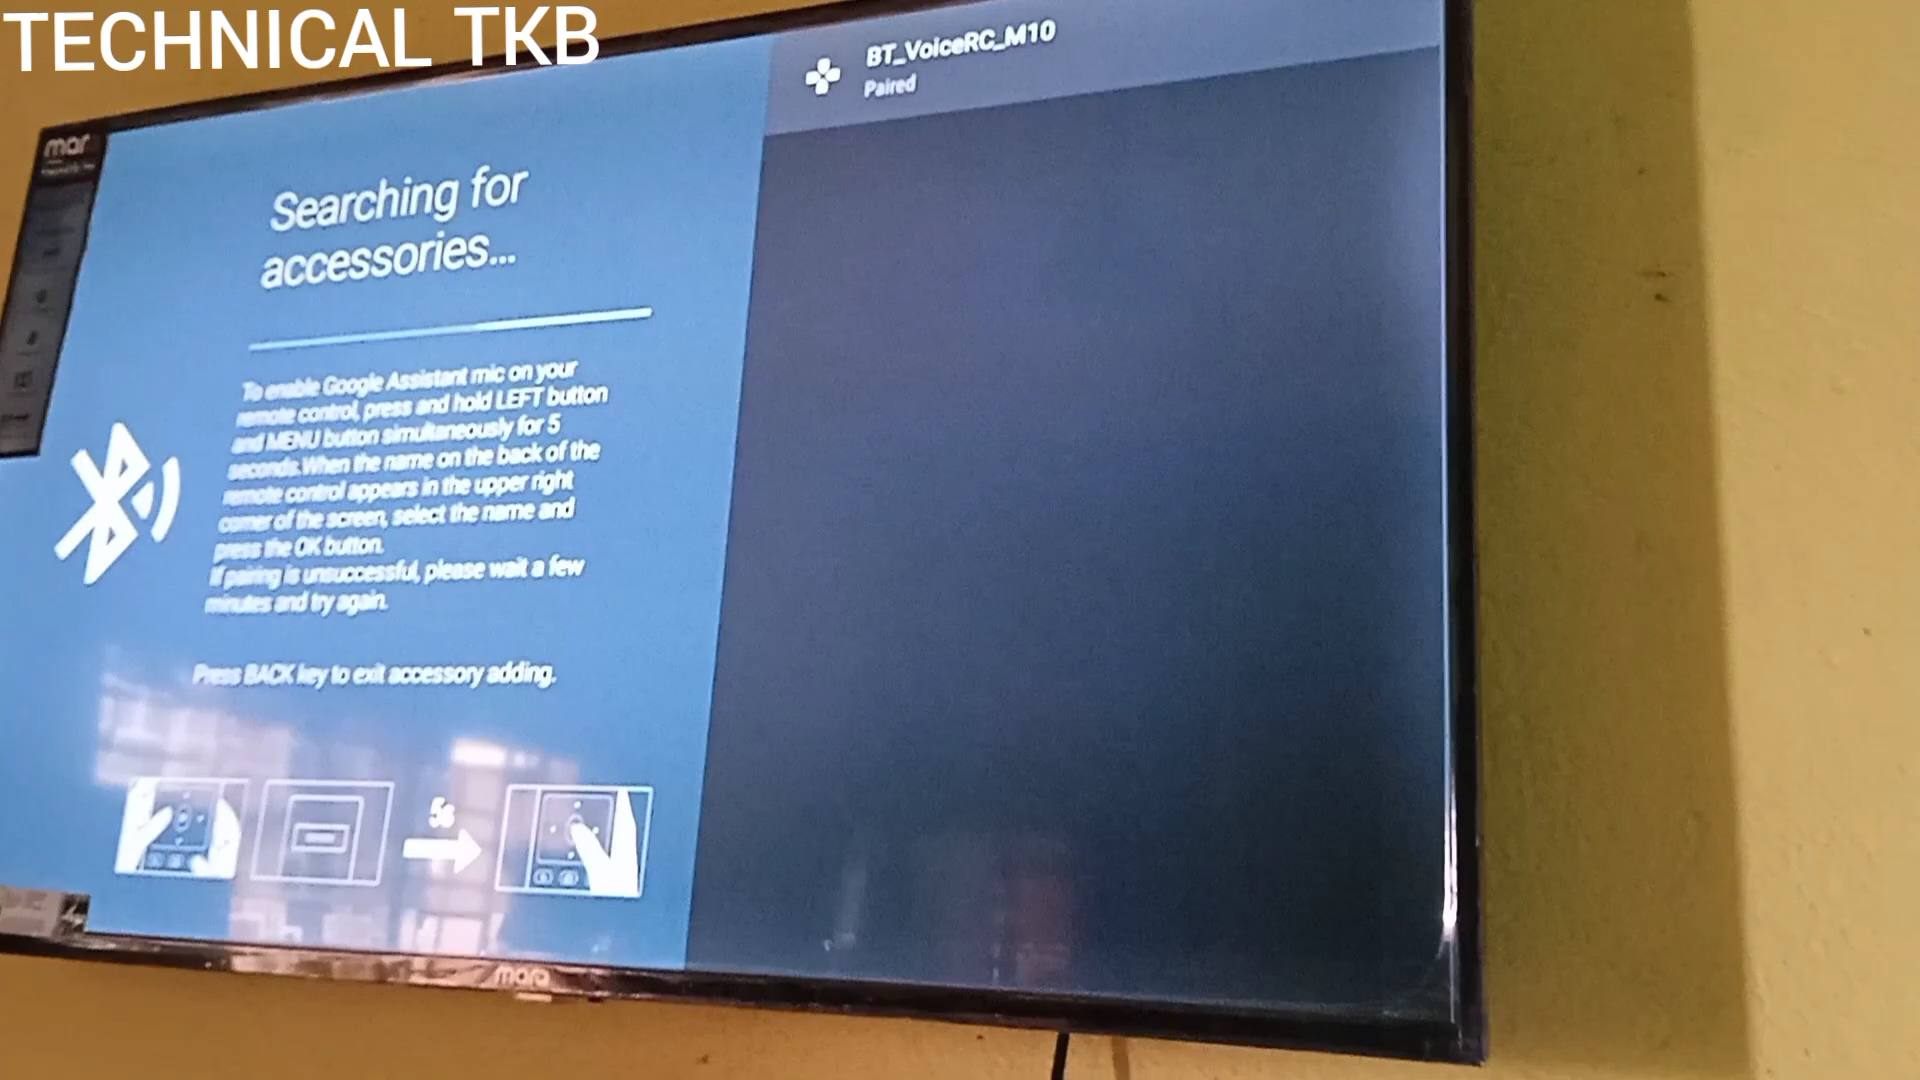 TECHNICAL TKB
BT_VoiceRC_M10
Paired
mar
Searching for
accessories...
To enable Google Assistant mic on your
remote control, press and hold LEFT button
and MENU button simultaneously for 5
seconds.When the name on the back of the
remote control appears in the upper right
corner of the screen, select the name and
press the OK button.
If pairing is unsuccessful, please wait a few
minutes and try again.
Press BACK key to exit accessory adding.
5s
marq